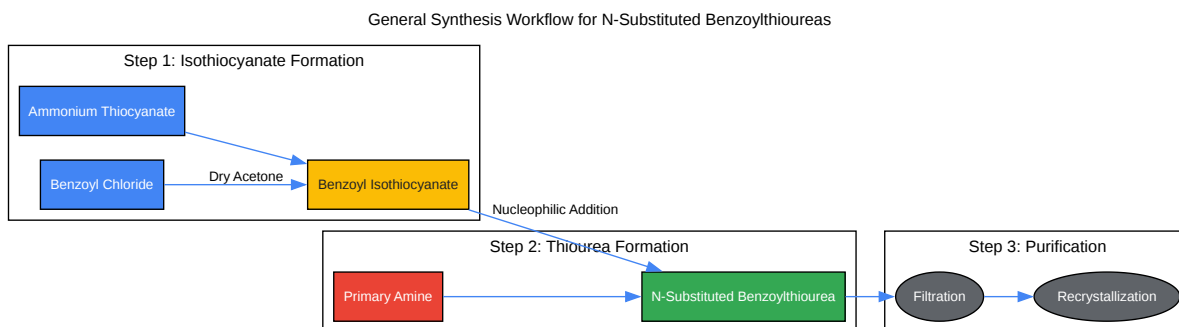 General Synthesis Workflow for N-Substituted Benzoylthioureas
Step 1: Isothiocyanate Formation
Ammonium Thiocyanate
Benzoyl Chloride
Dry Acetone
Benzoyl Isothiocyanate
Nucleophilic Addition
Step 2: Thiourea Formation
Primary Amine
N-Substituted Benzoylthiourea
Step 3: Purification
Filtration
Recrystallization